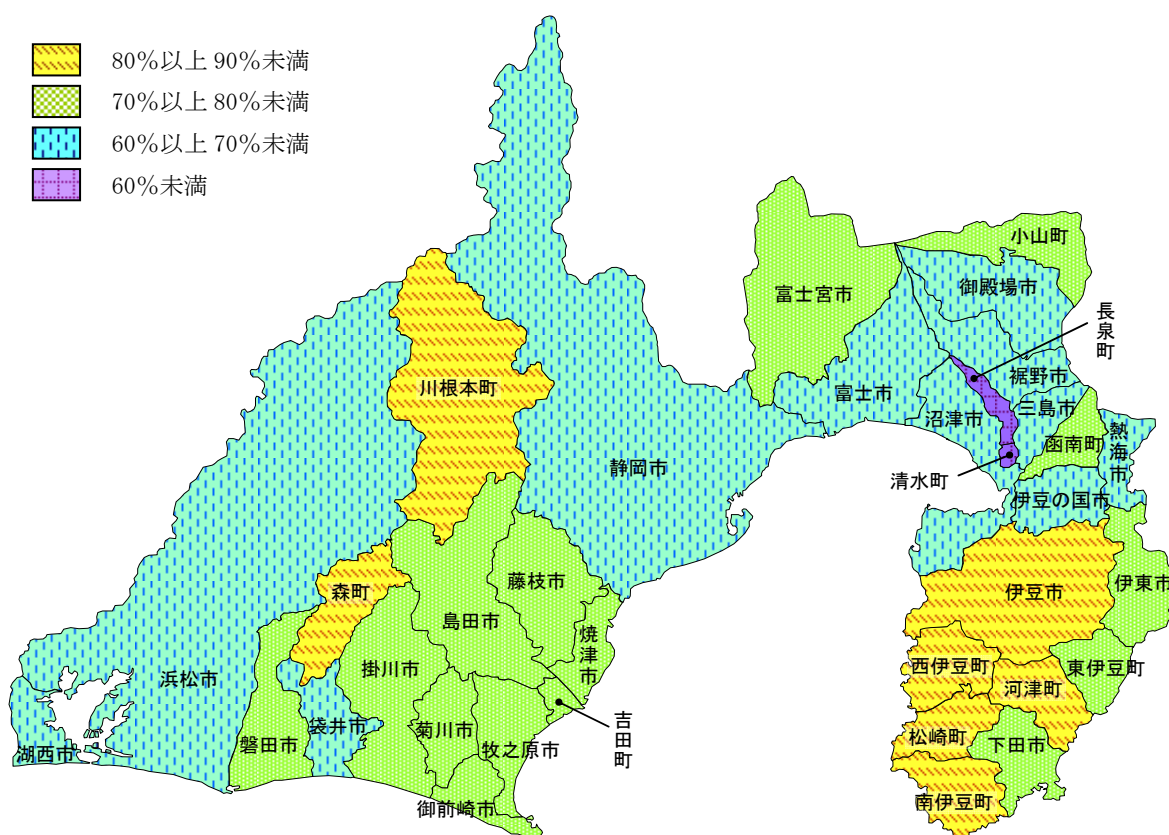 80％以上 90％未満
70％以上 80％未満
60％以上 70％未満
60％未満
小山町
富士宮市
御殿場市
長泉町
裾野市
川根本町
富士市
沼津市
三島市
函南町
熱海市
静岡市
清水町
伊豆の国市
森町
藤枝市
伊豆市
伊東市
島田市
焼津市
浜松市
掛川市
西伊豆町
東伊豆町
河津町
湖西市
磐田市
袋井市
菊川市
牧之原市
吉田町
松崎町
下田市
御前崎市
南伊豆町